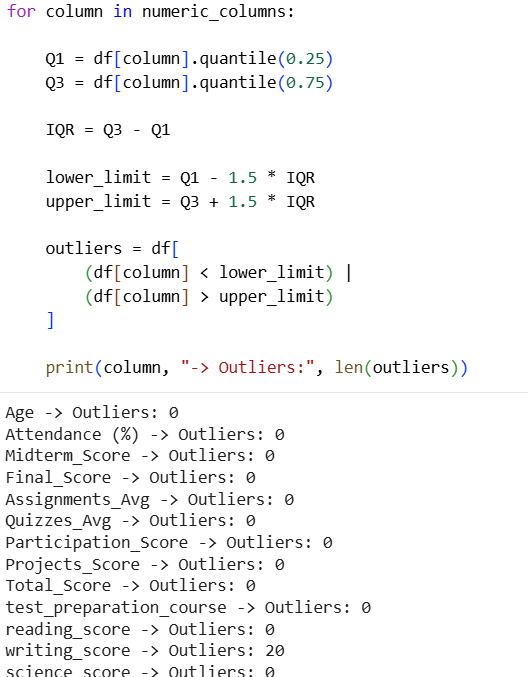 for column in numeric_columns:
Q1 = df[column].quantile(0.25)
Q3 = df[column].quantile(0.75)
IQR = Q3 - Q1
lower_limit = Q1 - 1.5 * IQR
upper_limit = Q3 + 1.5 * IQR
outliers = df[
(df[column] < lower_limit) |
(df[column] > upper_limit)
]
print(column, "-> Outliers:", len(outliers))
Age -> Outliers: 0
Attendance (%) -> Outliers: 0
Midterm_Score -> Outliers: 0
Final_Score -> Outliers: 0
Assignments_Avg -> Outliers: 0
Quizzes_Avg -> Outliers: 0
Participation_Score -> Outliers: 0
Projects_Score -> Outliers: 0
Total_Score -> Outliers: 0
test_preparation_course -> Outliers: 0
reading_score -> Outliers: 0
writing_score -> Outliers: 20
science_score -> Outliers: 0